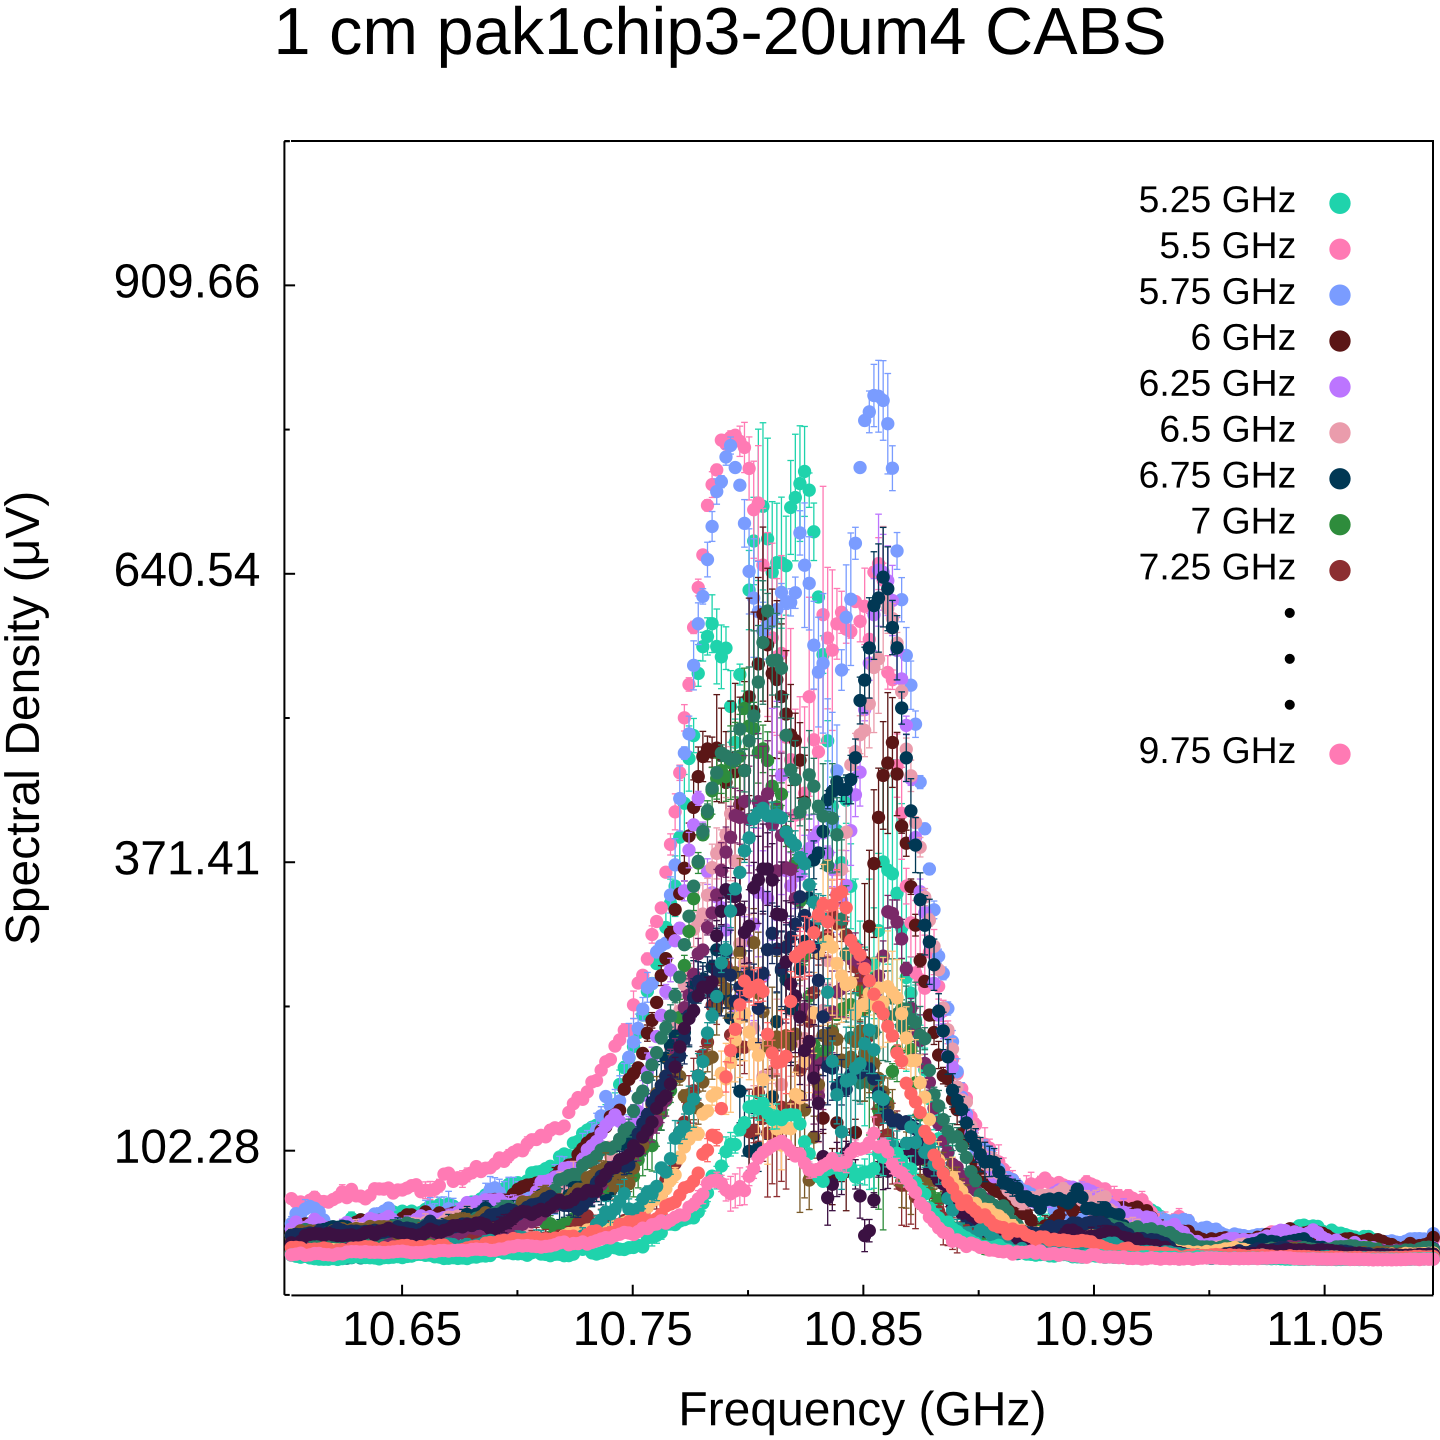 1 cm pak1chip3-20um4 CABS
5.25 GHz
5.5 GHz
5.75 GHz
6 GHz
6.25 GHz
6.5 GHz
6.75 GHz
7 GHz
7.25 GHz
9.75 GHz
909.66
640.54
371.41
102.28
Spectral Density (μV)
10.65 10.75 10.85 10.95 11.05
Frequency (GHz)